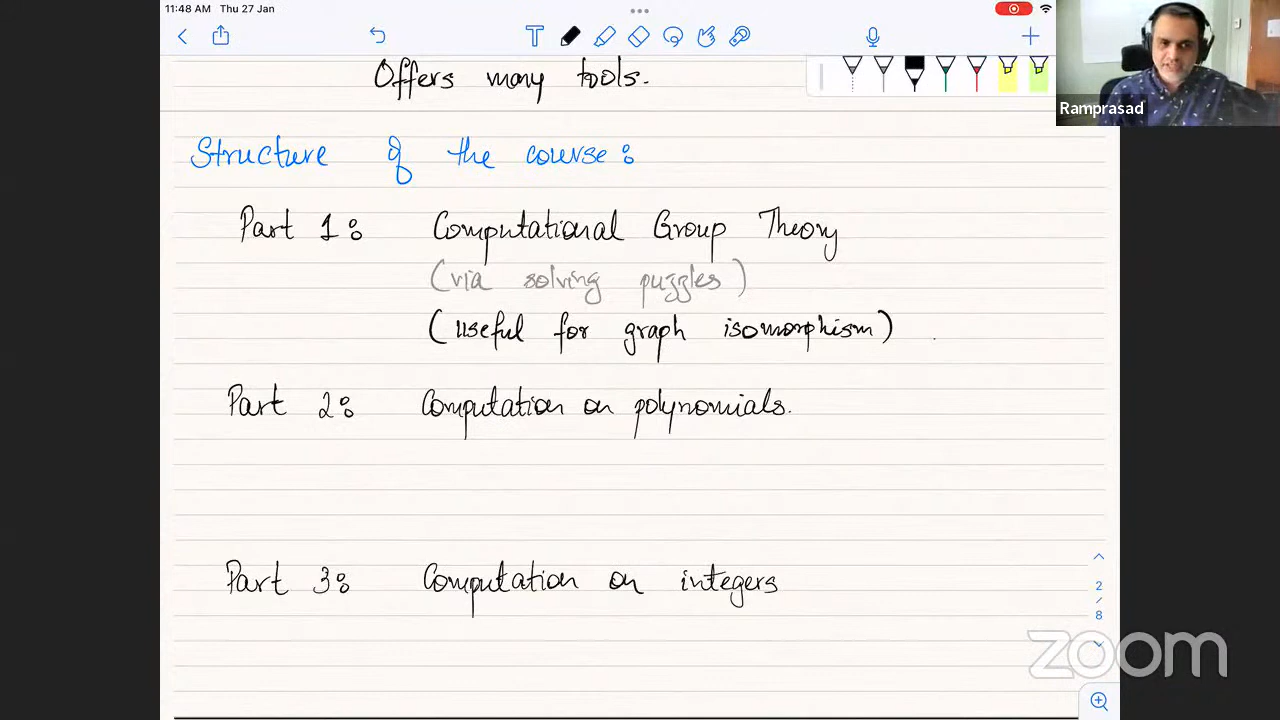 11:48 AM Thu 27 Jan
Offers many tools.
Ramprasad
Structure of the course:
Part 1: Computational Group Theory
(via solving puzzles)
(useful for graph isomorphism)
Part 2: Computation on polynomials.
Part 3: Computation on integers
2
/
8
zoom